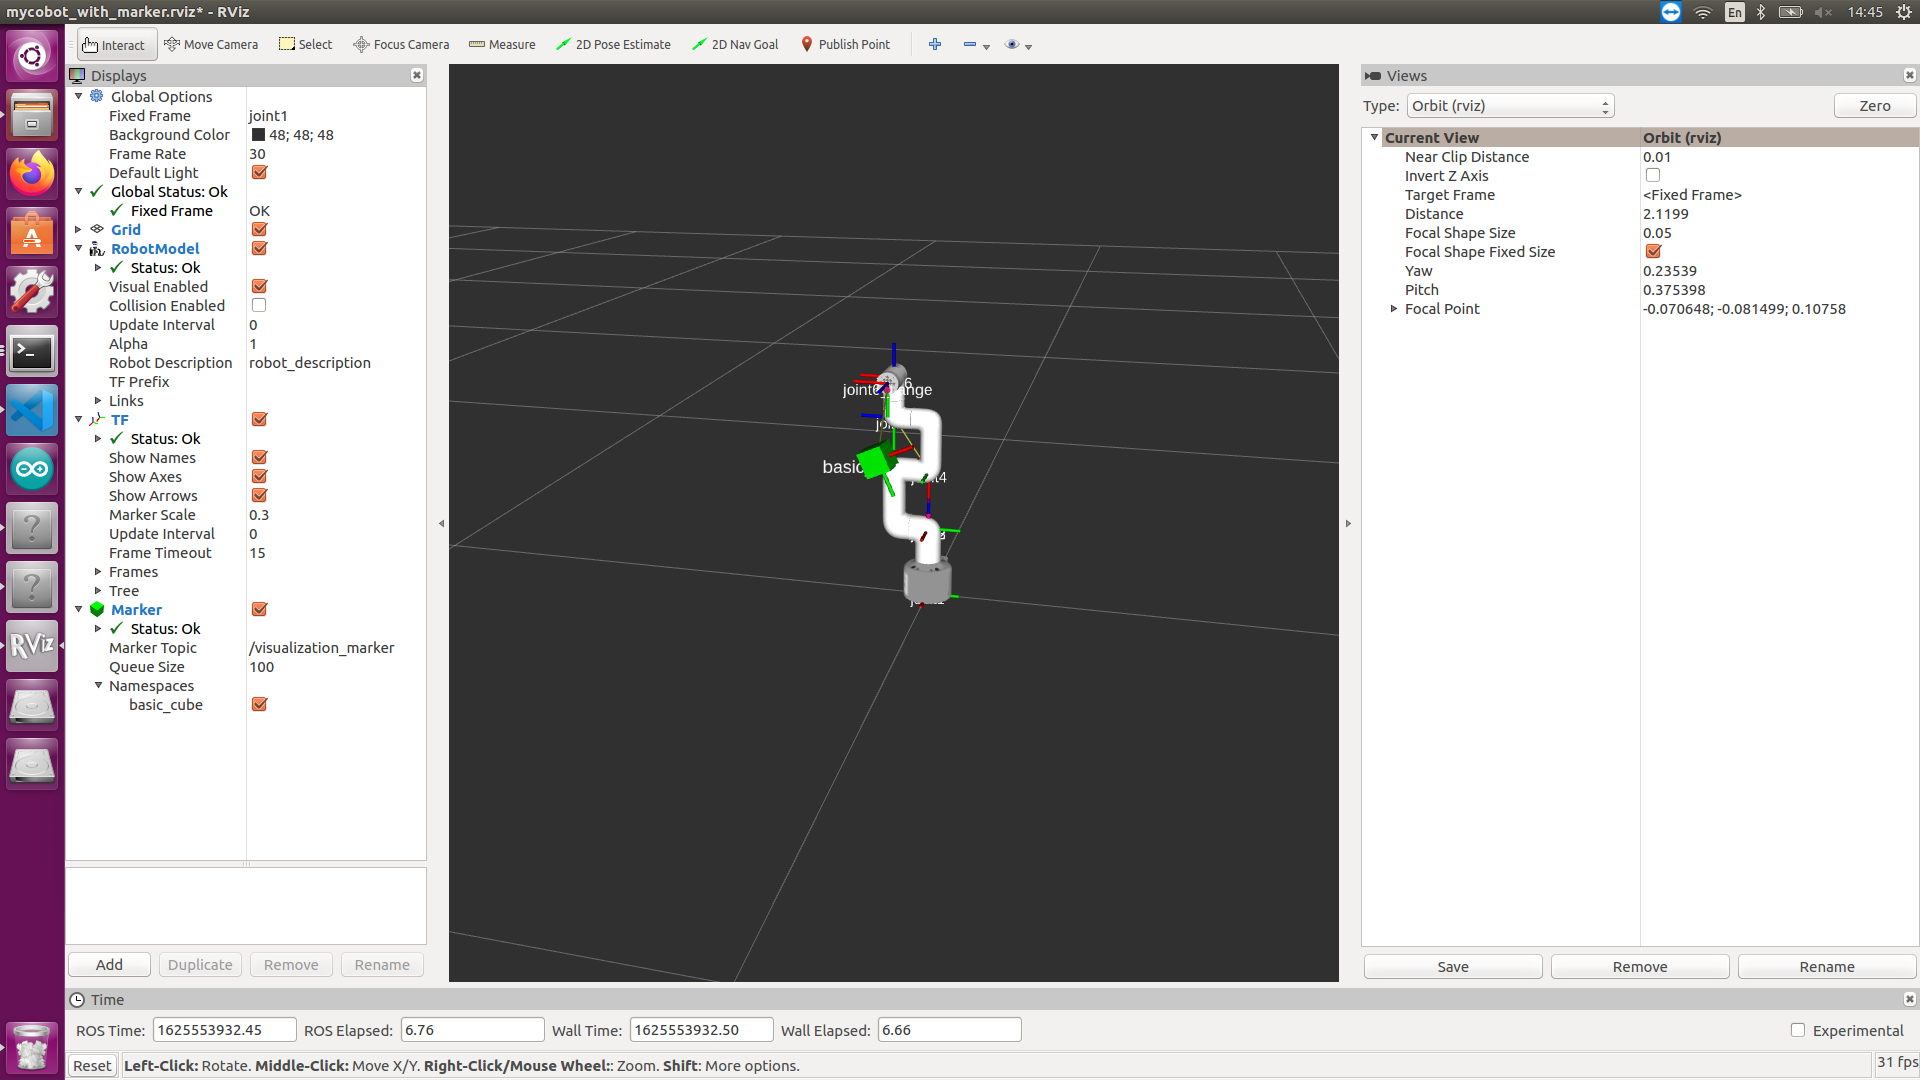 mycobot_with_marker.rviz* - RViz
En
14:45
Interact
Move Camera
Select
Focus Camera
Measure
2D Pose Estimate
2D Nav Goal
Publish Point
Displays
Global Options
Fixed Frame joint1
Background Color 48; 48; 48
Frame Rate 30
Default Light
Global Status: Ok
Fixed Frame OK
Grid
RobotModel
Status: Ok
Visual Enabled
Collision Enabled
Update Interval 0
Alpha 1
Robot Description robot_description
TF Prefix
Links
TF
Status: Ok
Show Names
Show Axes
Show Arrows
Marker Scale 0.3
Update Interval 0
Frame Timeout 15
Frames
Tree
Marker
Status: Ok
Marker Topic /visualization_marker
Queue Size 100
Namespaces
basic_cube
Add
Duplicate
Remove
Rename
RViz
Views
Type: Orbit (rviz)
Zero
Current View Orbit (rviz)
Near Clip Distance 0.01
Invert Z Axis
Target Frame <Fixed Frame>
Distance 2.1199
Focal Shape Size 0.05
Focal Shape Fixed Size
Yaw 0.23539
Pitch 0.375398
Focal Point -0.070648; -0.081499; 0.10758
Save
Remove
Rename
Time
ROS Time: 1625553932.45
ROS Elapsed: 6.76
Wall Time: 1625553932.50
Wall Elapsed: 6.66
Experimental
Reset
Left-Click: Rotate. Middle-Click: Move X/Y. Right-Click/Mouse Wheel:: Zoom. Shift: More options.
31 fps